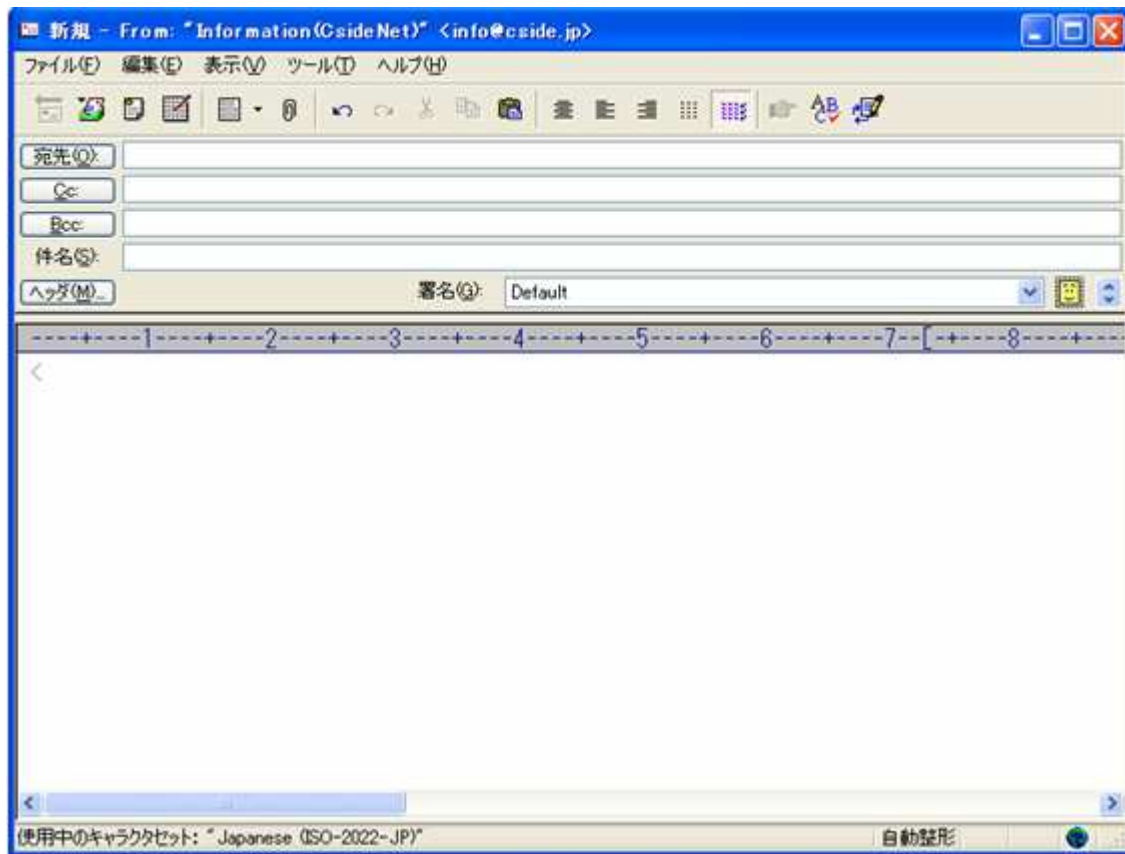 新規 - From: "Information(CsideNet)" <info@cside.jp>
ファイル(F) 編集(E) 表示(V) ツール(T) ヘルプ(H)
宛先(O):
Cc:
Bcc:
件名(S):
ヘッダ(M)... 署名(G): Default
----+----1----+----2----+----3----+----4----+----5----+----6----+----7--[-+----8----+----
<
使用中のキャラクタセット: "Japanese (ISO-2022-JP)" 自動整形